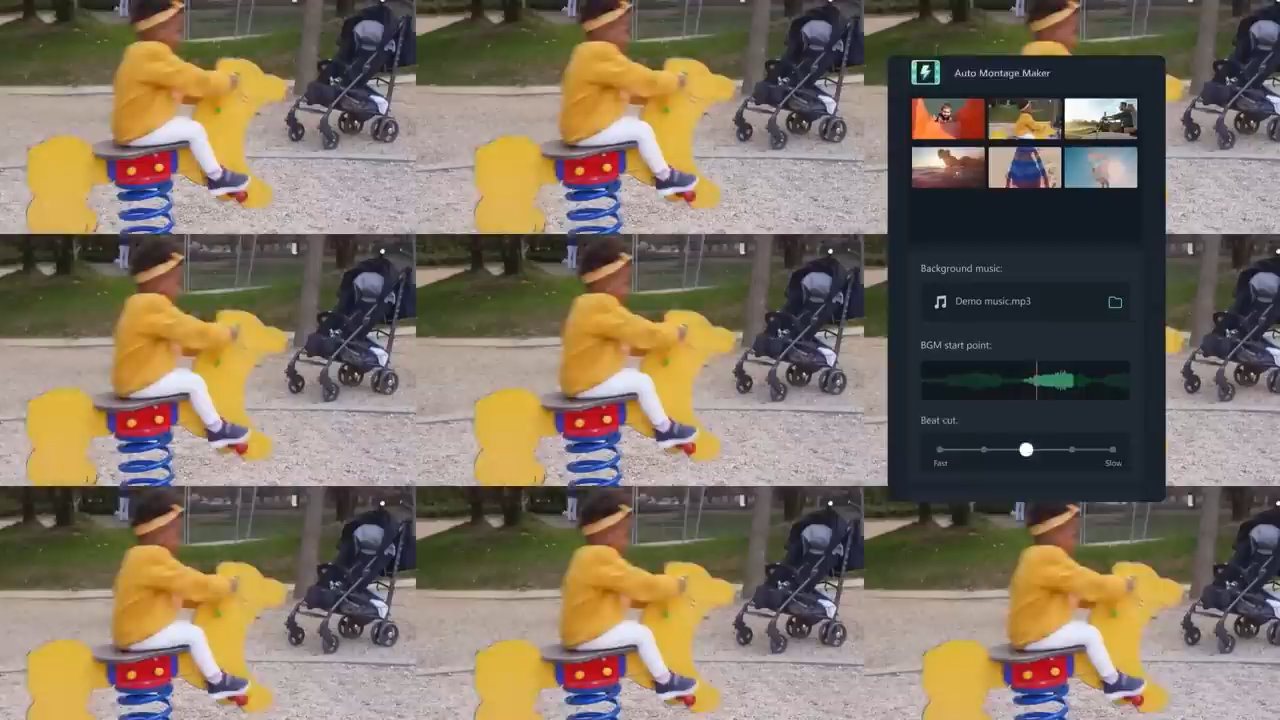 Auto Montage Maker
Background music:
Demo music.mp3
BGM start point:
Beat cut:
Fast
Slow